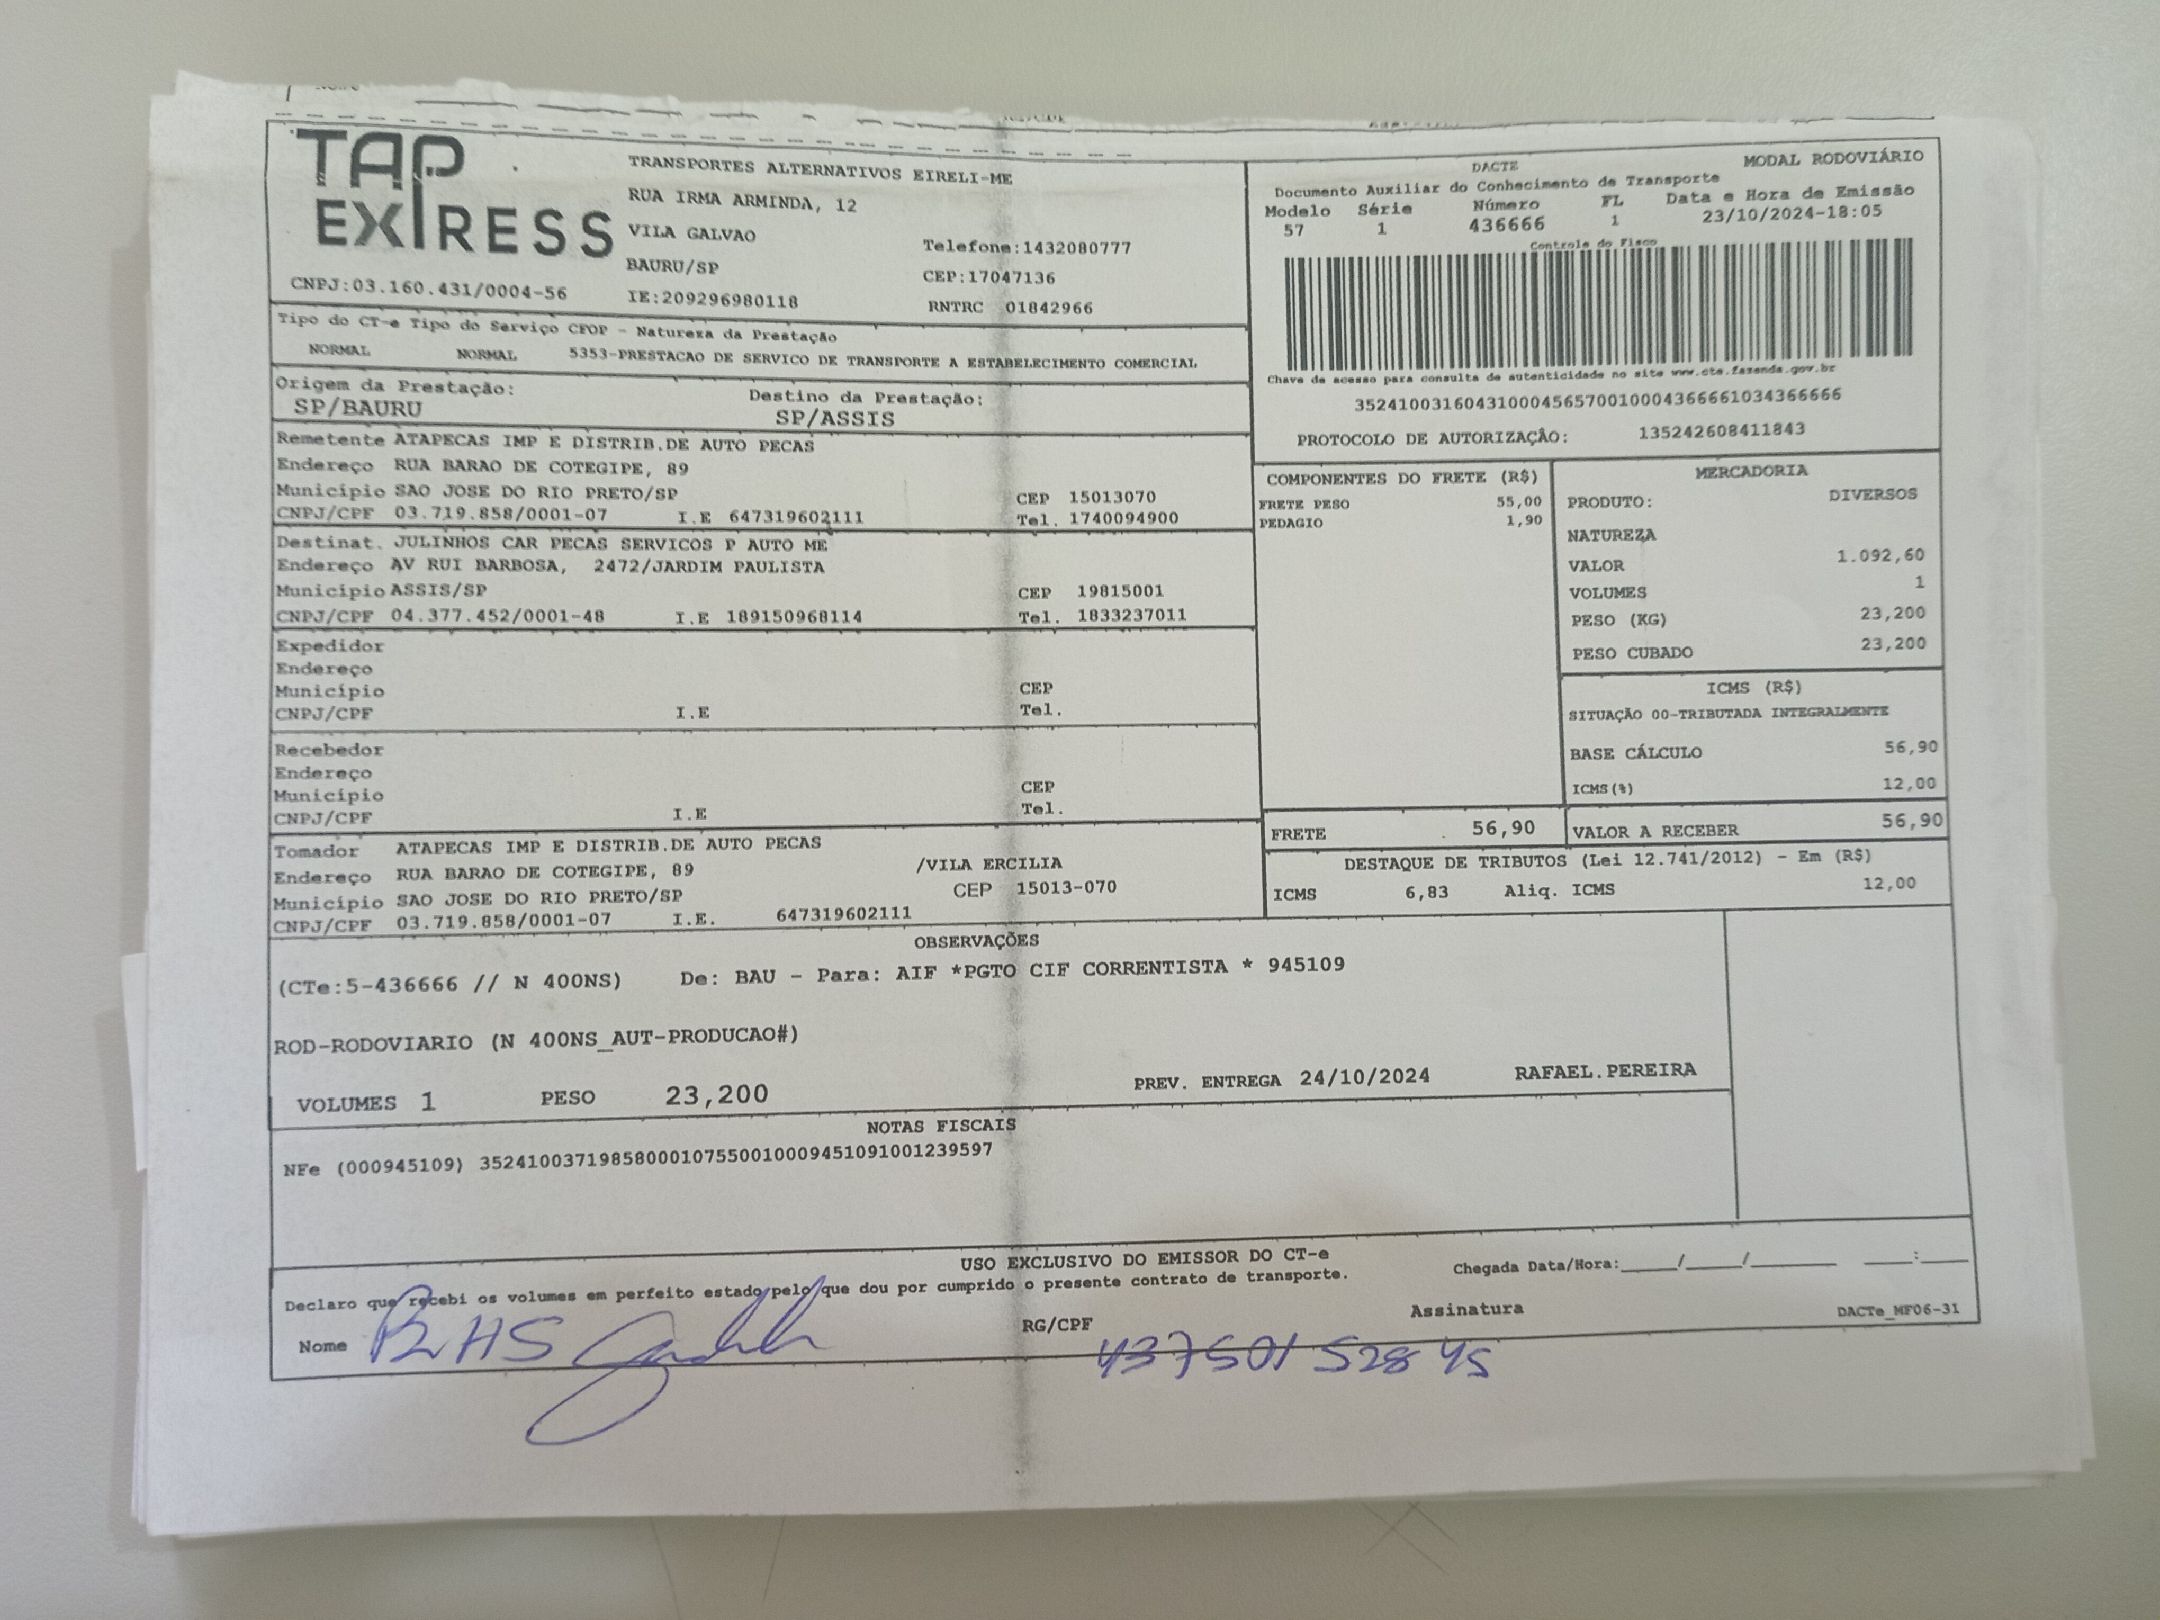 TAP
EXPRESS
CNPJ:03.160.431/0004-56
TRANSPORTES ALTERNATIVOS EIRELI-ME
RUA IRMA ARMINDA, 12
VILA GALVAO
BAURU/SP
IE:209296980118
Telefone:1432080777
CEP:17047136
RNTRC 01842966
DACTE MODAL RODOVIÁRIO
Documento Auxiliar do Conhecimento de Transporte
Modelo Série Número FL Data e Hora de Emissão
57 1 436666 1 23/10/2024-18:05
Controle do Fisco
Chave de acesso para consulta de autenticidade no site www.cte.fazenda.gov.br
35241003160431000456570010004366661034366666
PROTOCOLO DE AUTORIZAÇÂO: 135242608411843
Tipo do CT-e Tipo do Serviço CFOP - Natureza da Prestação
NORMAL NORMAL 5353-PRESTACAO DE SERVICO DE TRANSPORTE A ESTABELECIMENTO COMERCIAL
Origem da Prestação: Destino da Prestação:
SP/BAURU SP/ASSIS
Remetente ATAPECAS IMP E DISTRIB.DE AUTO PECAS
Endereço RUA BARAO DE COTEGIPE, 89
Município SAO JOSE DO RIO PRETO/SP CEP 15013070
CNPJ/CPF 03.719.858/0001-07 I.E 647319602111 Tel. 1740094900
Destinat. JULINHOS CAR PECAS SERVICOS P AUTO ME
Endereço AV RUI BARBOSA, 2472/JARDIM PAULISTA
Município ASSIS/SP CEP 19815001
CNPJ/CPF 04.377.452/0001-48 I.E 189150968114 Tel. 1833237011
Expedidor
Endereço
Município CEP
CNPJ/CPF I.E Tel.
Recebedor
Endereço
Município CEP
CNPJ/CPF I.E Tel.
Tomador ATAPECAS IMP E DISTRIB.DE AUTO PECAS
Endereço RUA BARAO DE COTEGIPE, 89 /VILA ERCILIA
Município SAO JOSE DO RIO PRETO/SP CEP 15013-070
CNPJ/CPF 03.719.858/0001-07 I.E. 647319602111
COMPONENTES DO FRETE (R$)
FRETE PESO 55,00
PEDAGIO 1,90
MERCADORIA
PRODUTO: DIVERSOS
NATUREZA
VALOR 1.092,60
VOLUMES 1
PESO (KG) 23,200
PESO CUBADO 23,200
ICMS (R$)
SITUAÇÃO 00-TRIBUTADA INTEGRALMENTE
BASE CÁLCULO 56,90
ICMS(%) 12,00
FRETE 56,90 VALOR A RECEBER 56,90
DESTAQUE DE TRIBUTOS (Lei 12.741/2012) - Em (R$)
ICMS 6,83 Aliq. ICMS 12,00
OBSERVAÇÕES
(CTe:5-436666 // N 400NS) De: BAU - Para: AIF *PGTO CIF CORRENTISTA * 945109
ROD-RODOVIARIO (N 400NS_AUT-PRODUCAO#)
VOLUMES 1 PESO 23,200 PREV. ENTREGA 24/10/2024 RAFAEL.PEREIRA
NOTAS FISCAIS
NFe (000945109) 35241003719858000107550010009451091001239597
USO EXCLUSIVO DO EMISSOR DO CT-e
Declaro que recebi os volumes em perfeito estado pelo que dou por cumprido o presente contrato de transporte.
Chegada Data/Hora:____/____/______ ___:___
Nome RG/CPF 43750152845 Assinatura DACTe_MF06-31